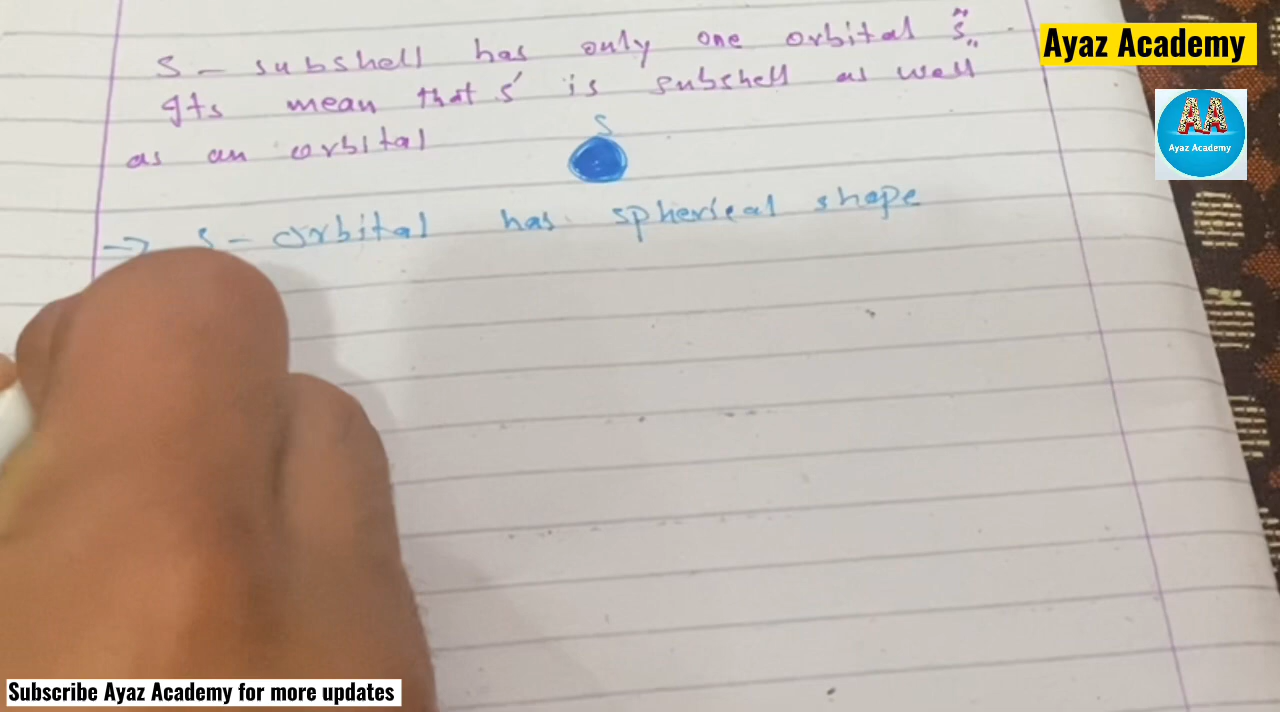 S - subshell has only one orbital "s"
Its mean that 's' is subshell as well
as an orbital
S
→ S - orbital has spherical shape
Ayaz Academy
AA
Ayaz Academy
Subscribe Ayaz Academy for more updates